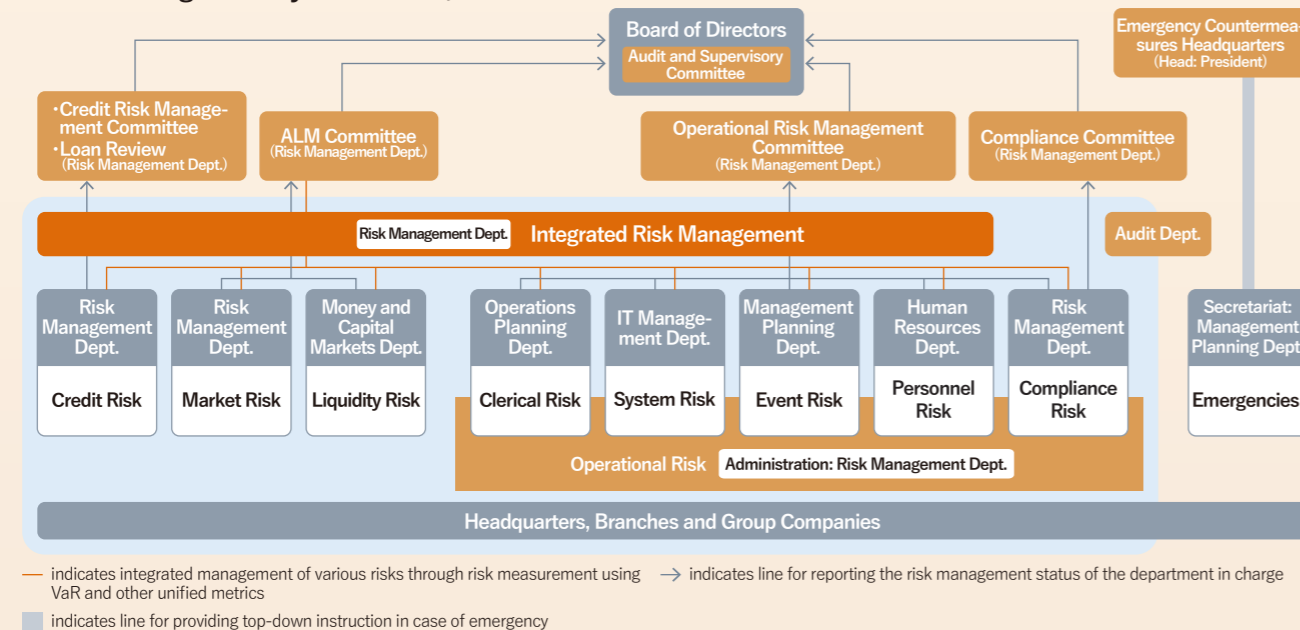 Board of Directors
Audit and Supervisory
Committee
Emergency Countermea-
sures Headquarters
(Head: President)
・Credit Risk Manage-
ment Committee
・Loan Review
(Risk Management Dept.)
ALM Committee
(Risk Management Dept.)
Operational Risk Management
Committee
(Risk Management Dept.)
Compliance Committee
(Risk Management Dept.)
Risk Management Dept. Integrated Risk Management
Audit Dept.
Risk
Management
Dept.
Credit Risk
Risk
Management
Dept.
Market Risk
Money and
Capital
Markets Dept.
Liquidity Risk
Operations
Planning
Dept.
Clerical Risk
IT Manage-
ment Dept.
System Risk
Management
Planning
Dept.
Event Risk
Human
Resources
Dept.
Personnel
Risk
Risk
Management
Dept.
Compliance
Risk
Secretariat:
Management
Planning Dept
Emergencies
Operational Risk Administration: Risk Management Dept.
Headquarters, Branches and Group Companies
indicates integrated management of various risks through risk measurement using
VaR and other unified metrics
indicates line for reporting the risk management status of the department in charge
indicates line for providing top-down instruction in case of emergency